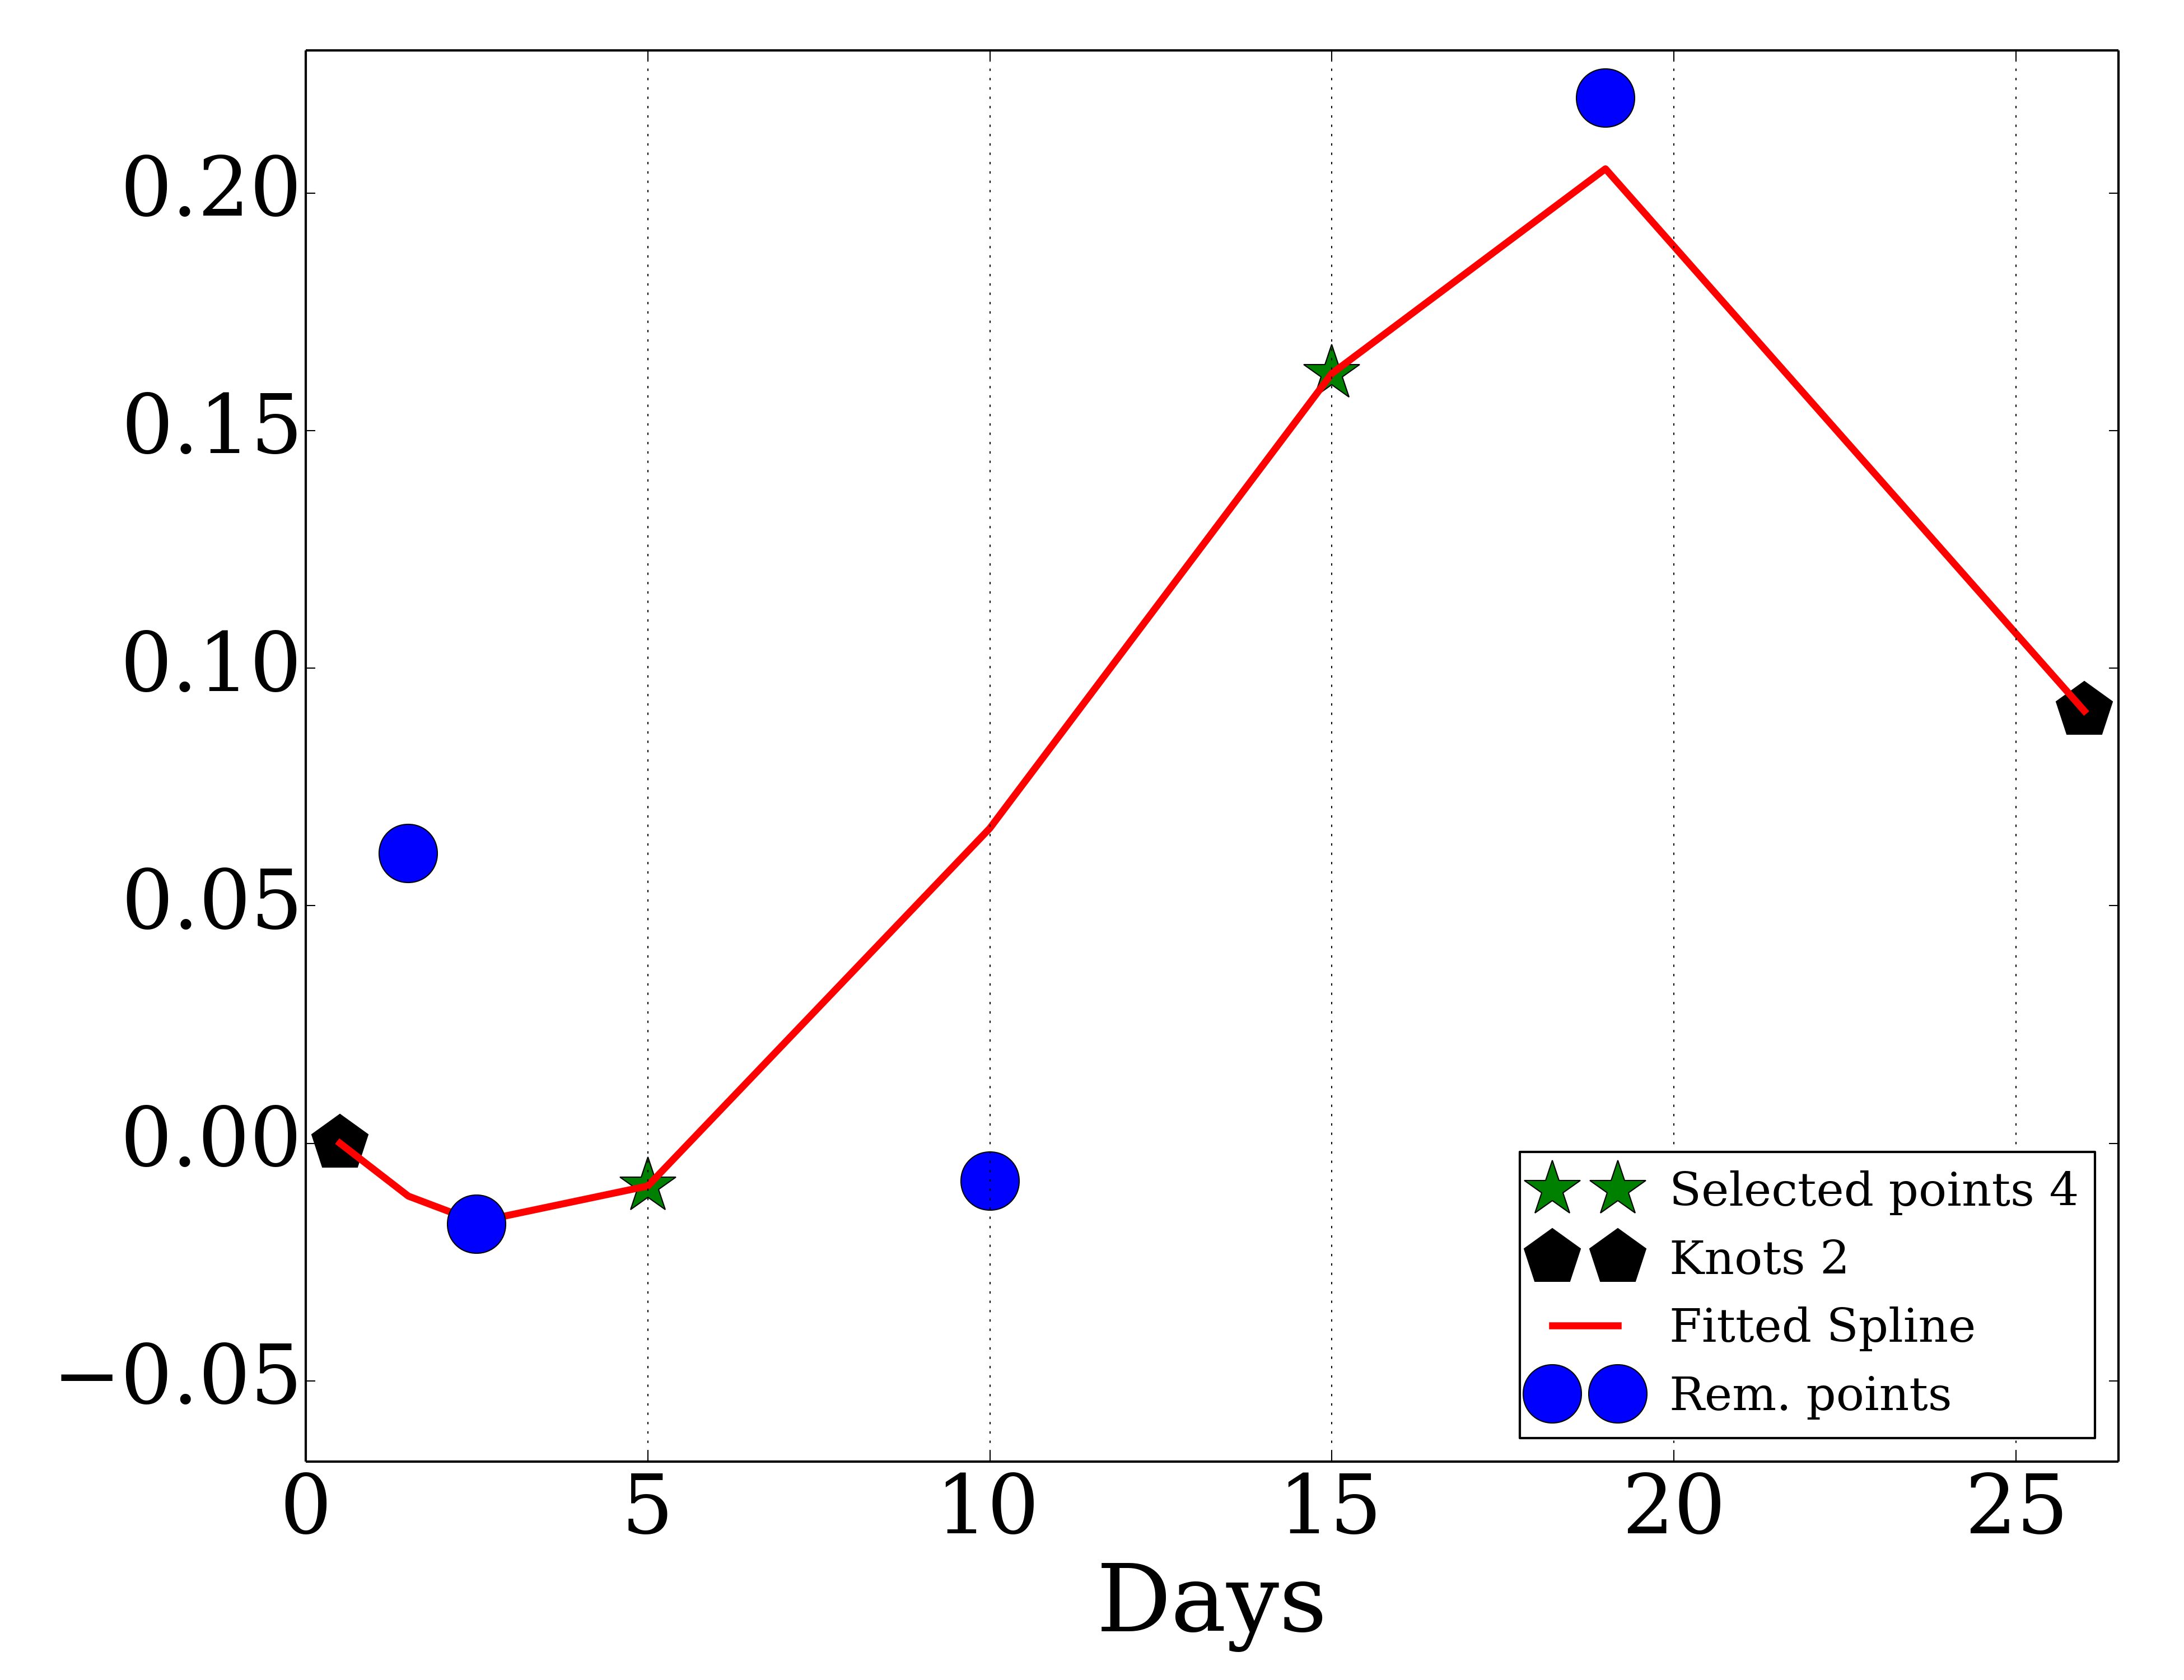 0.20
0.15
0.10
0.05
0.00
−0.05
0 5 10 15 20 25
Days
Selected points 4
Knots 2
Fitted Spline
Rem. points